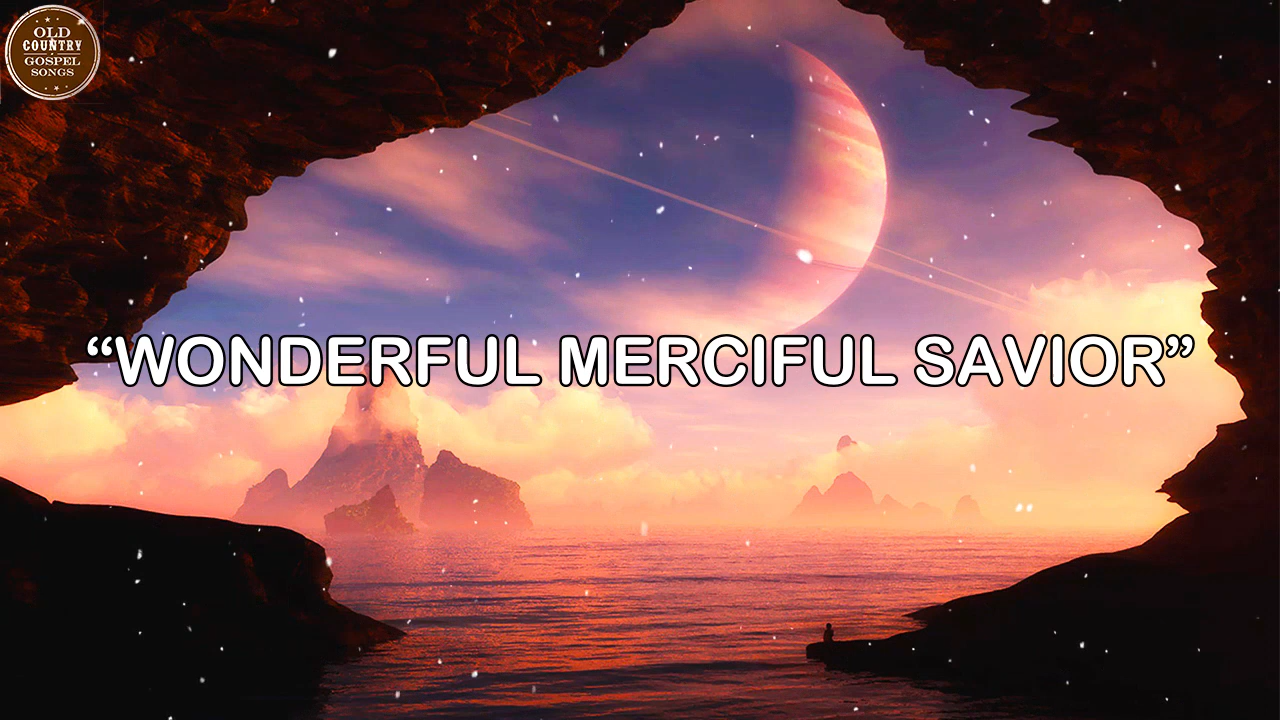 OLD
COUNTRY
GOSPEL
SONGS
“WONDERFUL MERCIFUL SAVIOR”